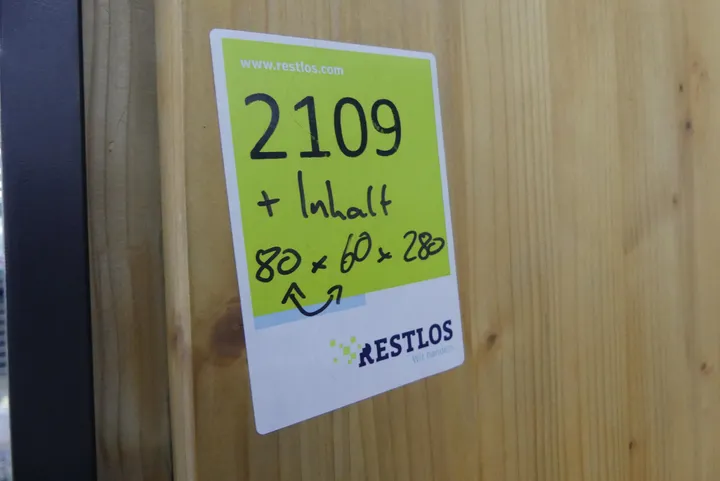 www.restlos.com
2109
+ Inhalt
80 x 60 x 280
RESTLOS